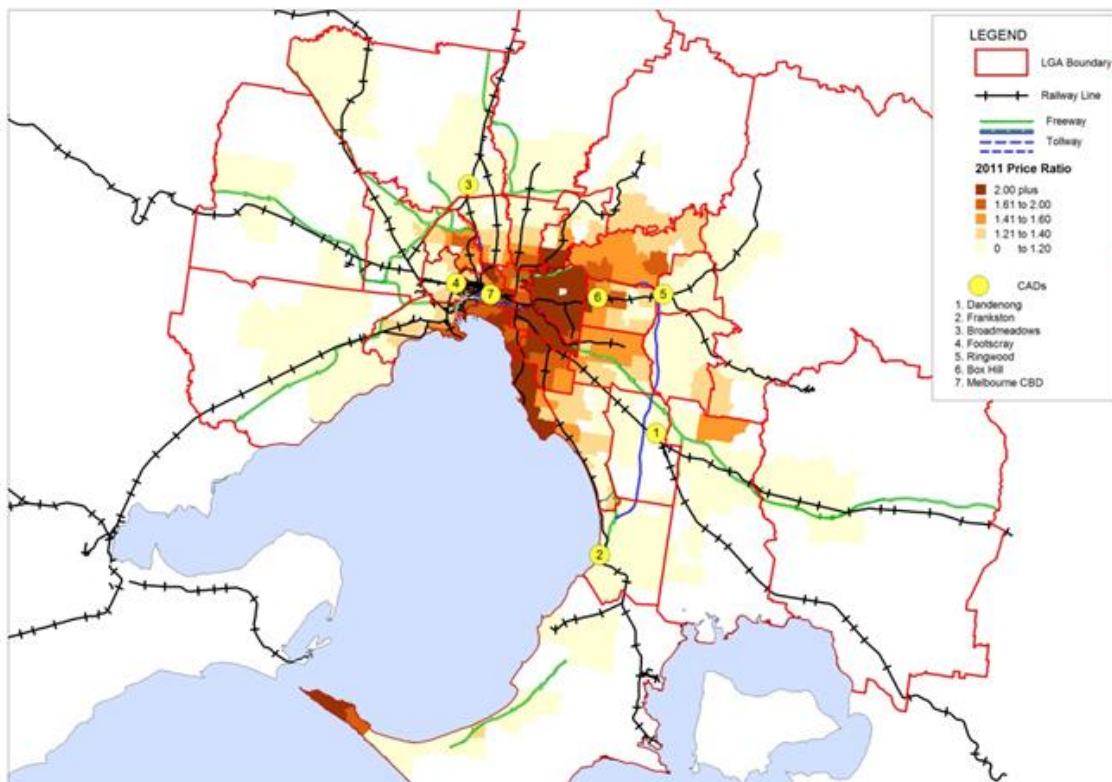 LEGEND
LGA Boundary
Railway Line
Freeway
Tollway
2011 Price Ratio
2.00 plus
1.61 to 2.00
1.41 to 1.60
1.21 to 1.40
0 to 1.20
CADs
1. Dandenong
2. Frankston
3. Broadmeadows
4. Footscray
5. Ringwood
6. Box Hill
7. Melbourne CBD
3
4
7
6
5
1
2